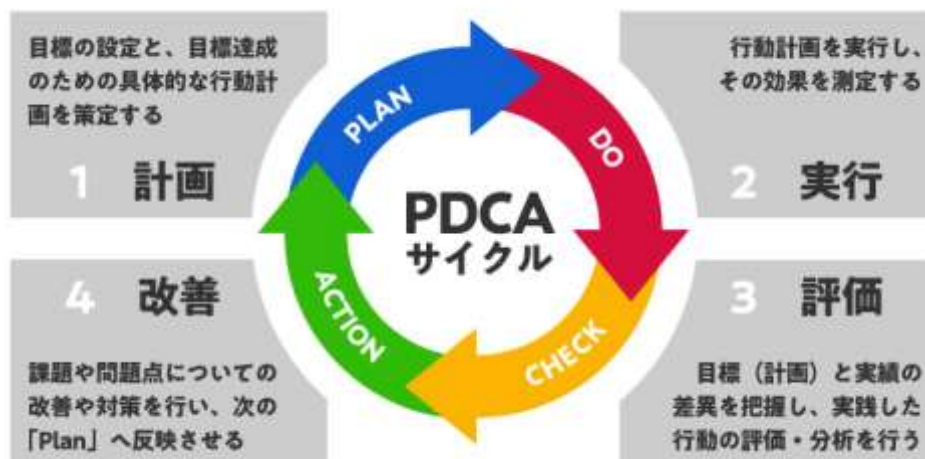 目標の設定と、目標達成
のための具体的な行動計
画を策定する
1 計画
行動計画を実行し、
その効果を測定する
2 実行
PLAN
DO
PDCA
サイクル
CHECK
ACTION
3 評価
目標（計画）と実績の
差異を把握し、実践した
行動の評価・分析を行う
4 改善
課題や問題点についての
改善や対策を行い、次の
「Plan」へ反映させる